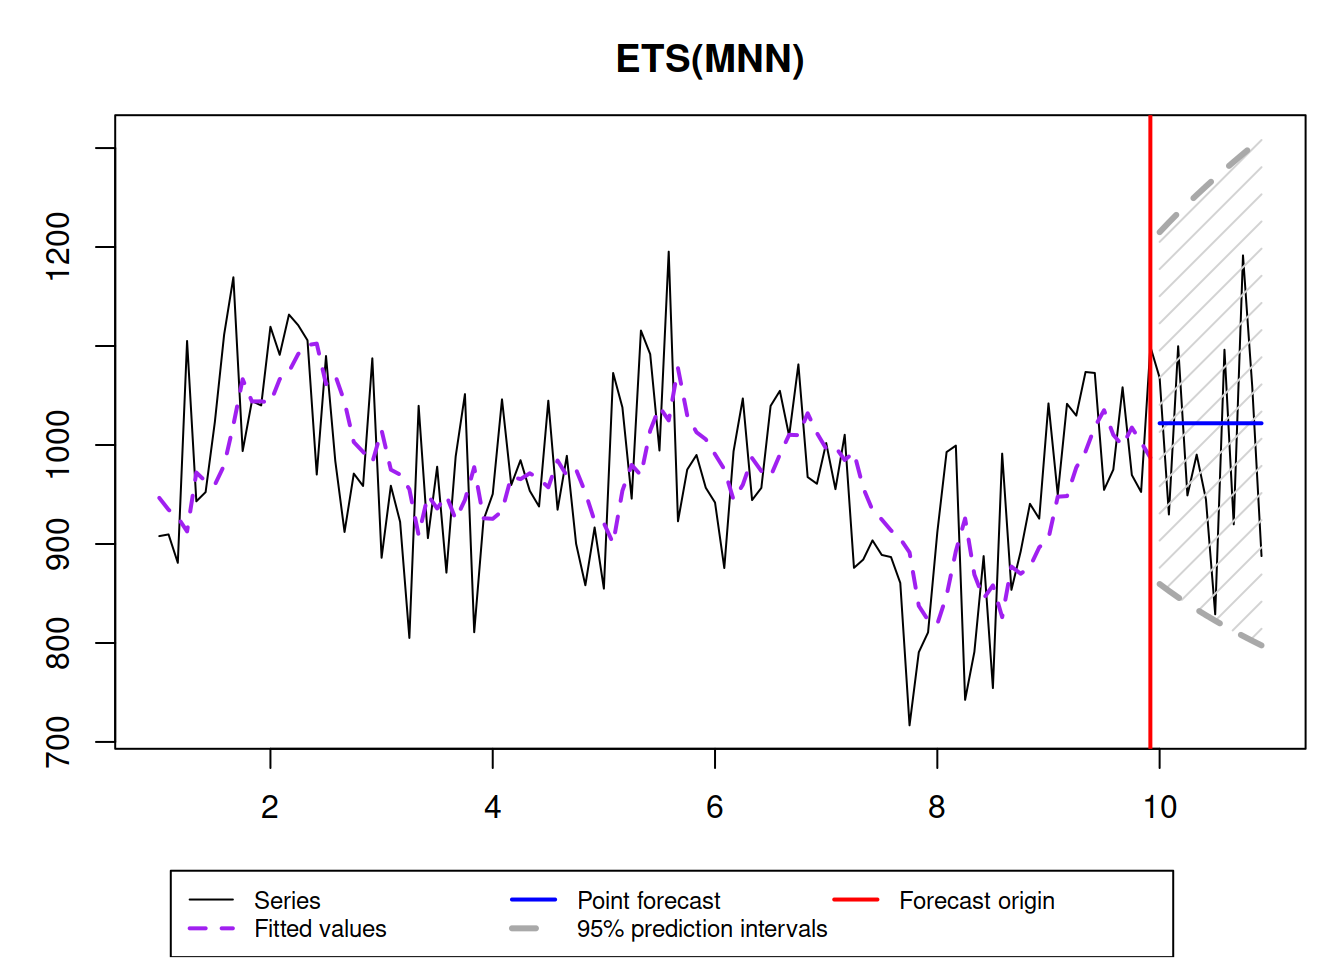 ETS(MNN)
1200
1000
900
800
700
2 4 6 8 10
Series Point forecast Forecast origin
Fitted values 95% prediction intervals